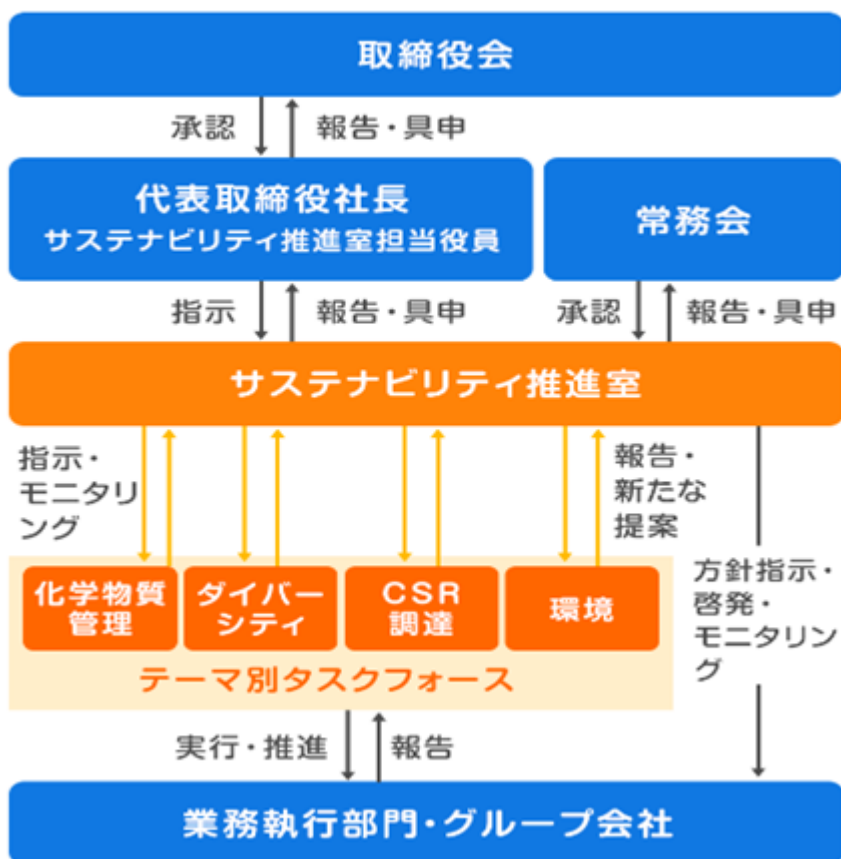 取締役会
承認
報告・具申
代表取締役社長
サステナビリティ推進室担当役員
常務会
指示
報告・具申
承認
報告・具申
サステナビリティ推進室
指示・
モニタリ
ング
報告・
新たな
提案
化学物質
管理
ダイバー
シティ
CSR
調達
環境
テーマ別タスクフォース
方針指示・
啓発・
モニタリン
グ
実行・推進
報告
業務執行部門・グループ会社